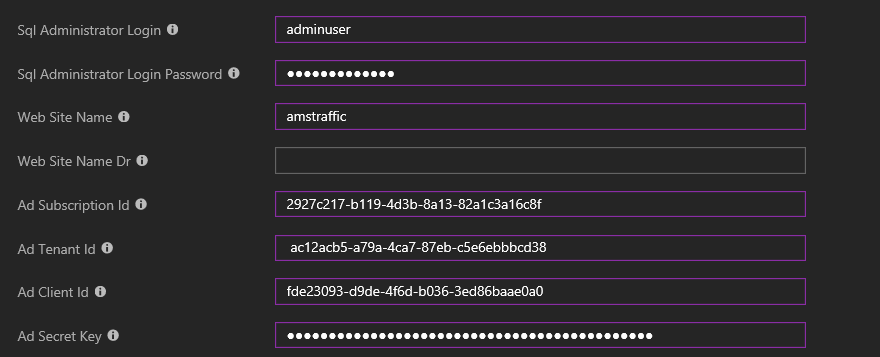 Sql Administrator Login adminuser
Sql Administrator Login Password ●●●●●●●●●●●●●
Web Site Name amstraffic
Web Site Name Dr
Ad Subscription Id 2927c217-b119-4d3b-8a13-82a1c3a16c8f
Ad Tenant Id ac12acb5-a79a-4ca7-87eb-c5e6ebbbcd38
Ad Client Id fde23093-d9de-4f6d-b036-3ed86baae0a0
Ad Secret Key ●●●●●●●●●●●●●●●●●●●●●●●●●●●●●●●●●●●●●●●●●●●●